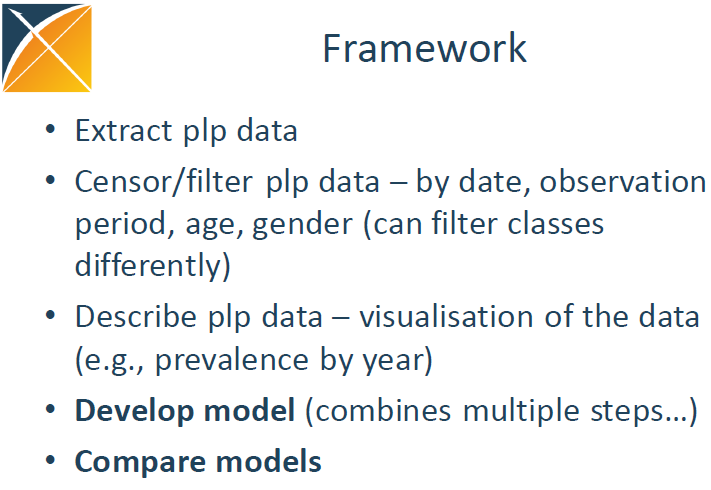 Framework
• Extract plp data
• Censor/filter plp data – by date, observation
period, age, gender (can filter classes
differently)
• Describe plp data – visualisation of the data
(e.g., prevalence by year)
• Develop model (combines multiple steps…)
• Compare models